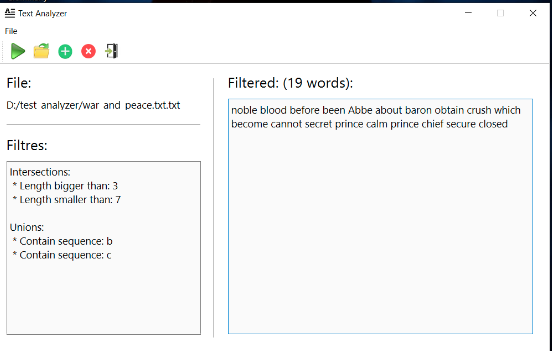 Text Analyzer
File
File:
D:/test analyzer/war and peace.txt.txt
Filtres:
Intersections:
* Length bigger than: 3
* Length smaller than: 7
Unions:
* Contain sequence: b
* Contain sequence: c
Filtered: (19 words):
noble blood before been Abbe about baron obtain crush which
become cannot secret prince calm prince chief secure closed